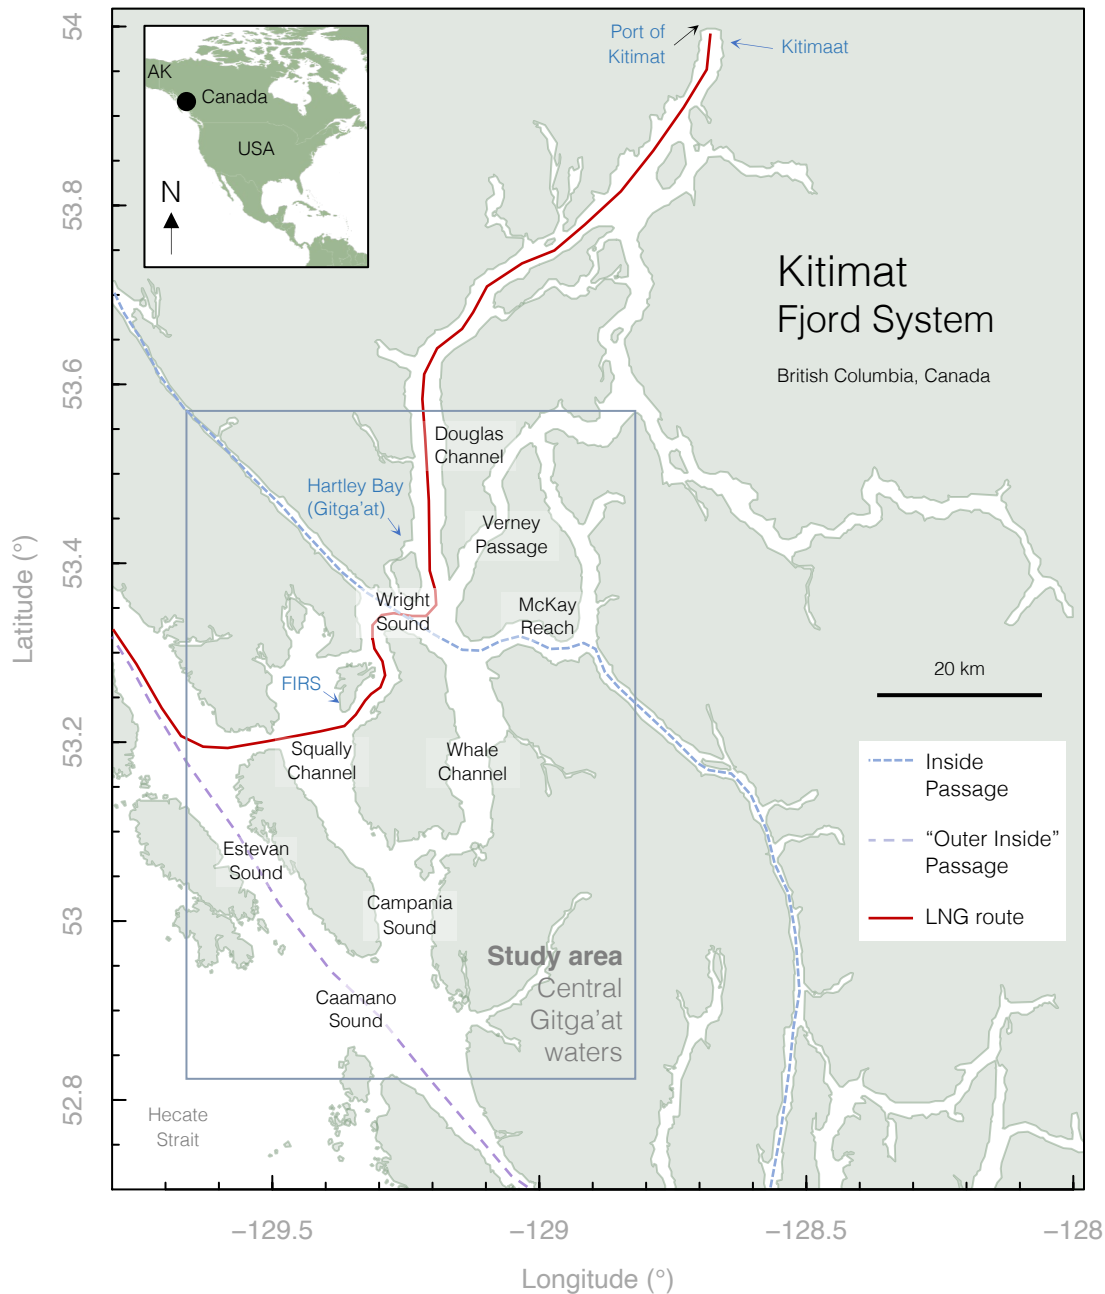 54
53.8
53.6
53.4
53.2
53
52.8
Latitude (°)
AK
Canada
USA
N
Port of
Kitimat
Kitimaat
Kitimat
Fjord System
British Columbia, Canada
Douglas
Channel
Hartley Bay
(Gitga’at)
Verney
Passage
Wright
Sound
McKay
Reach
FIRS
20 km
Squally
Channel
Whale
Channel
Inside
Passage
“Outer Inside”
Passage
LNG route
Estevan
Sound
Campania
Sound
Study area
Central
Gitga’at
waters
Caamano
Sound
Hecate
Strait
−129.5
−129
−128.5
−128
Longitude (°)